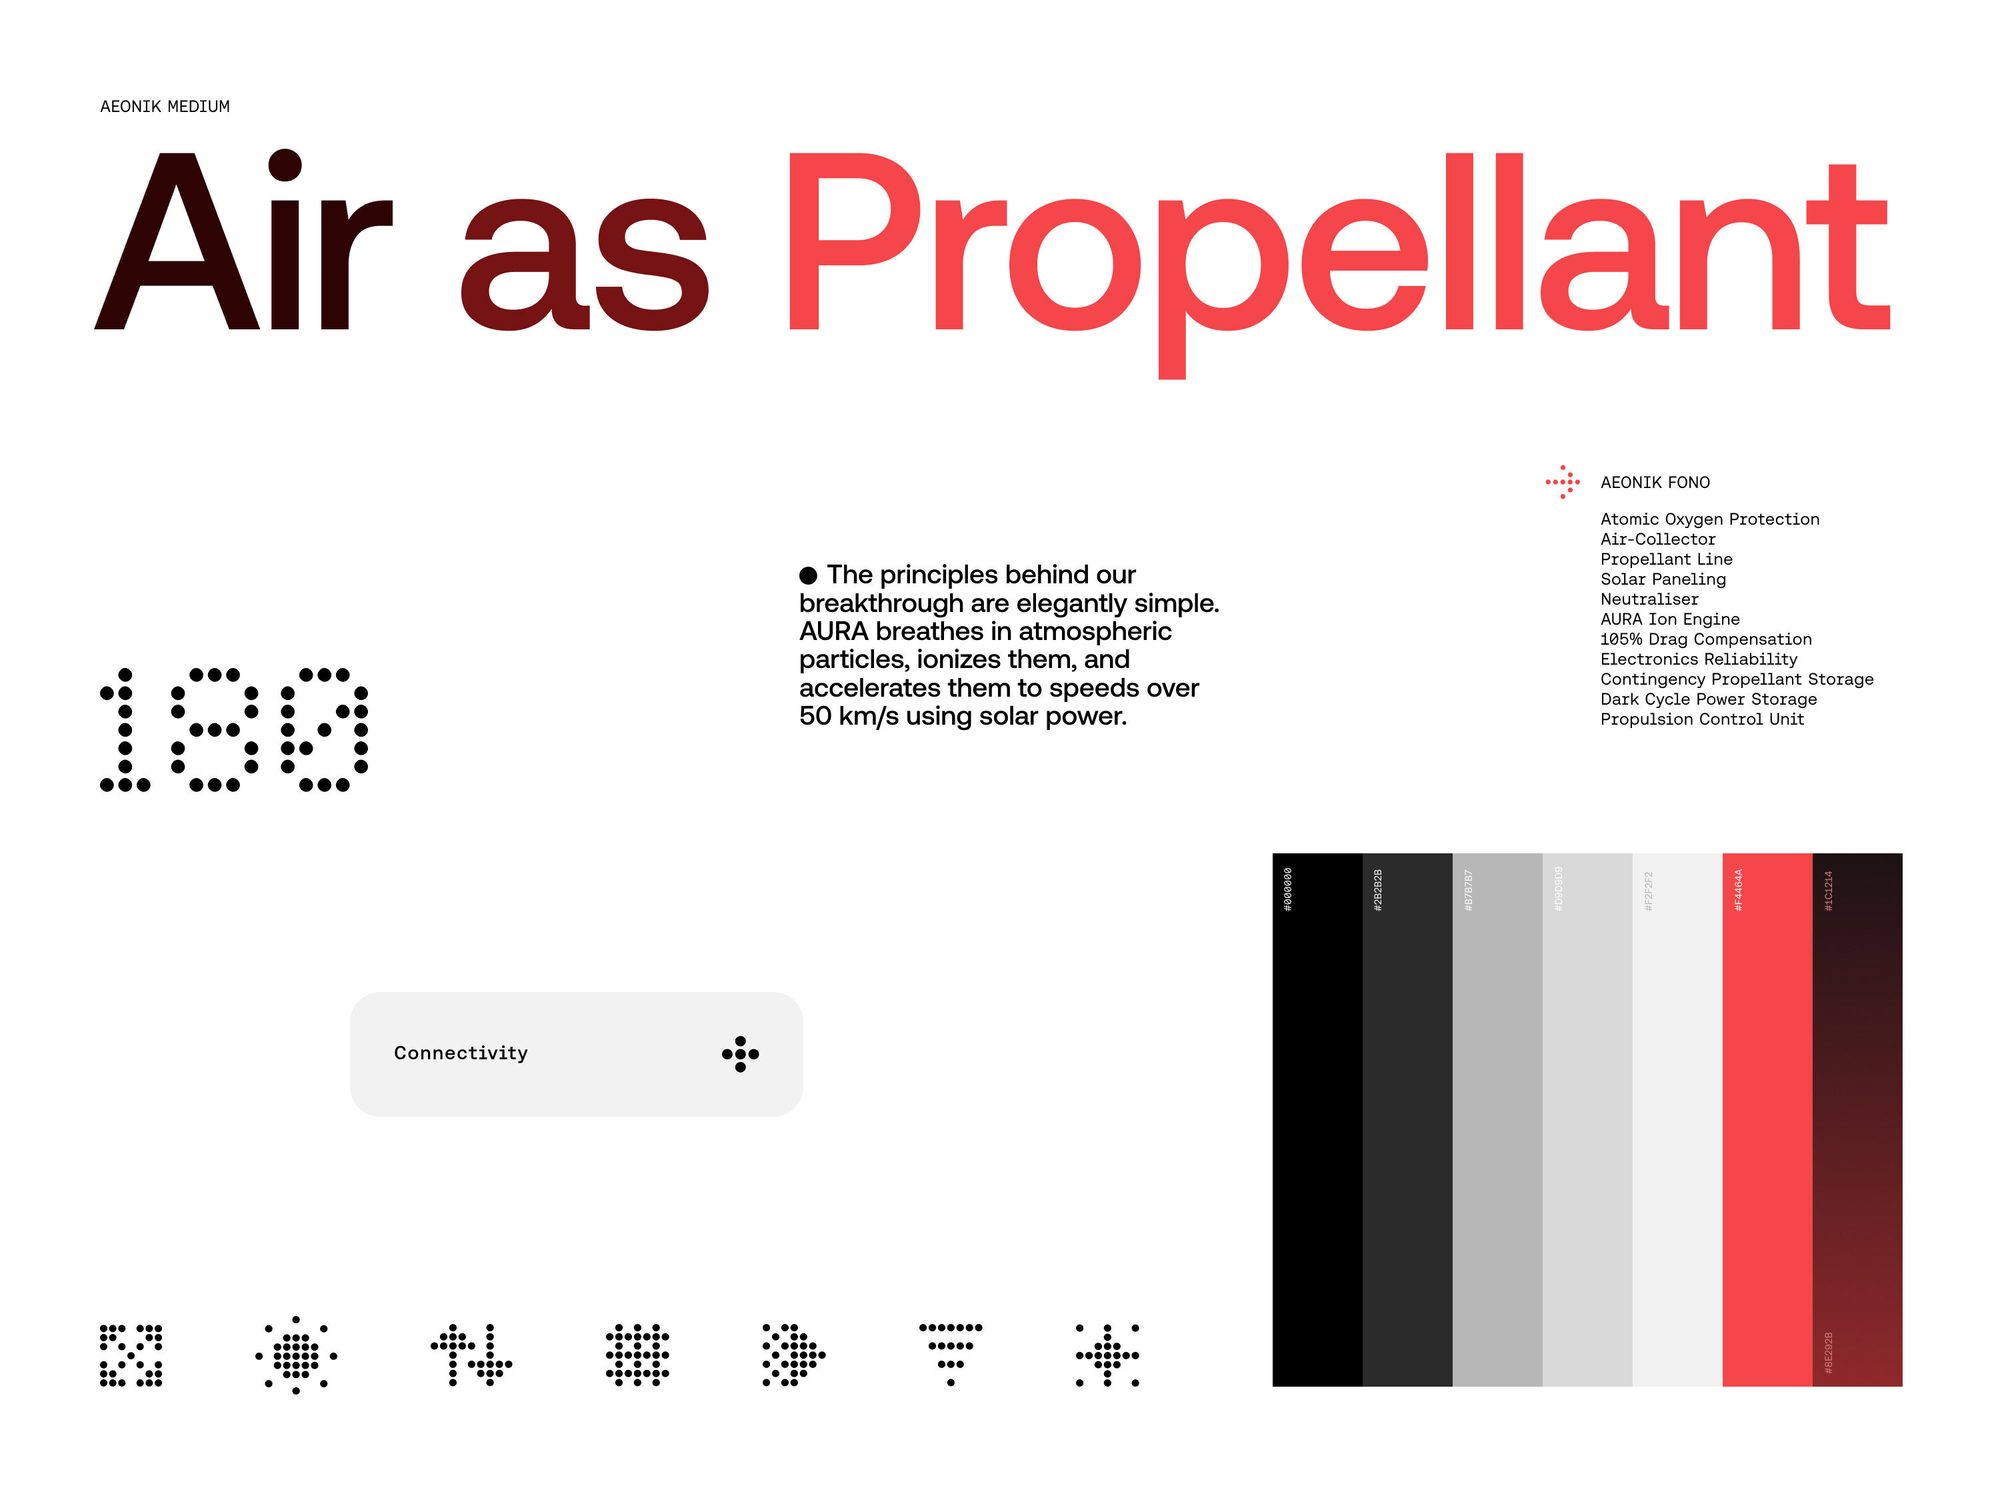 AEONIK MEDIUM
Air as Propellant
AEONIK FONO
Atomic Oxygen Protection
Air-Collector
Propellant Line
Solar Paneling
Neutraliser
AURA Ion Engine
105% Drag Compensation
Electronics Reliability
Contingency Propellant Storage
Dark Cycle Power Storage
Propulsion Control Unit
● The principles behind our
breakthrough are elegantly simple.
AURA breathes in atmospheric
particles, ionizes them, and
accelerates them to speeds over
50 km/s using solar power.
180
#000000
#2B2B2B
#B7B7B7
#D9D9D9
#F2F2F2
#F4464A
#1C1214
#8E292B
Connectivity